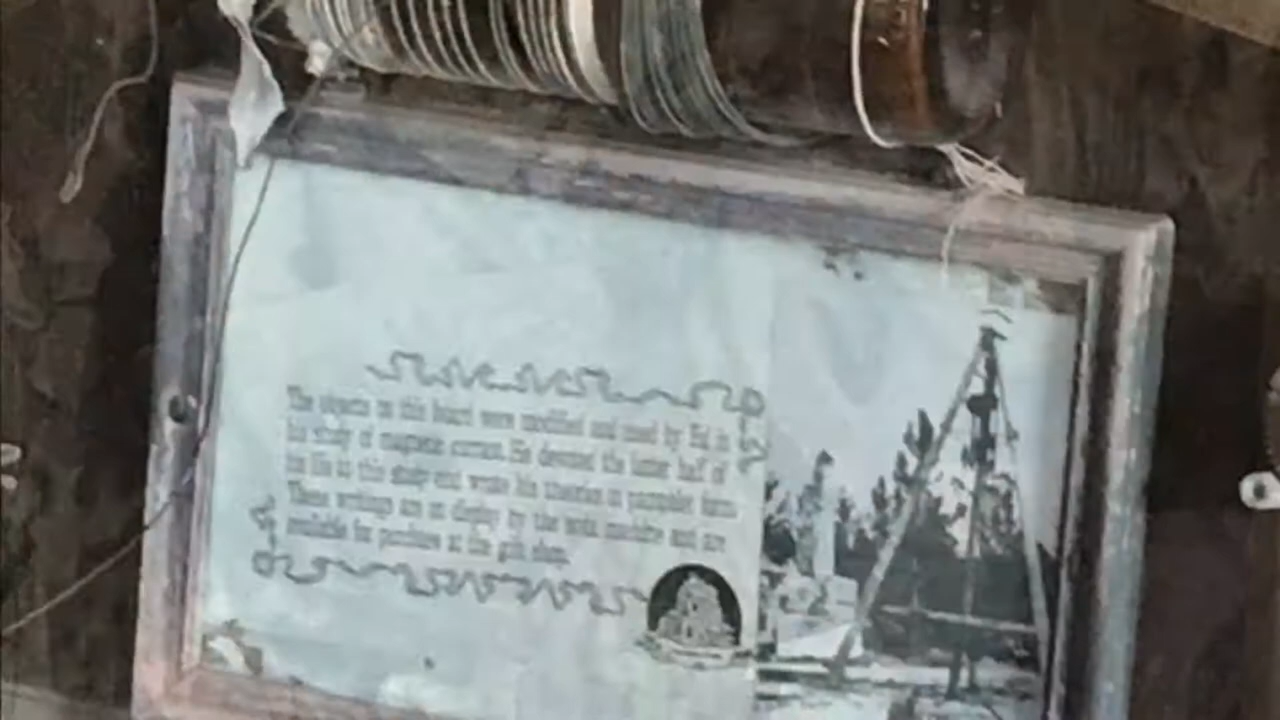 The objects on this board were modified and used by Ed in
his study of magnetic current. He devoted the latter half of
his life to this study and wrote his theories in pamphlet form.
These writings are on display by the sales and are
available for purchase at the gift shop.